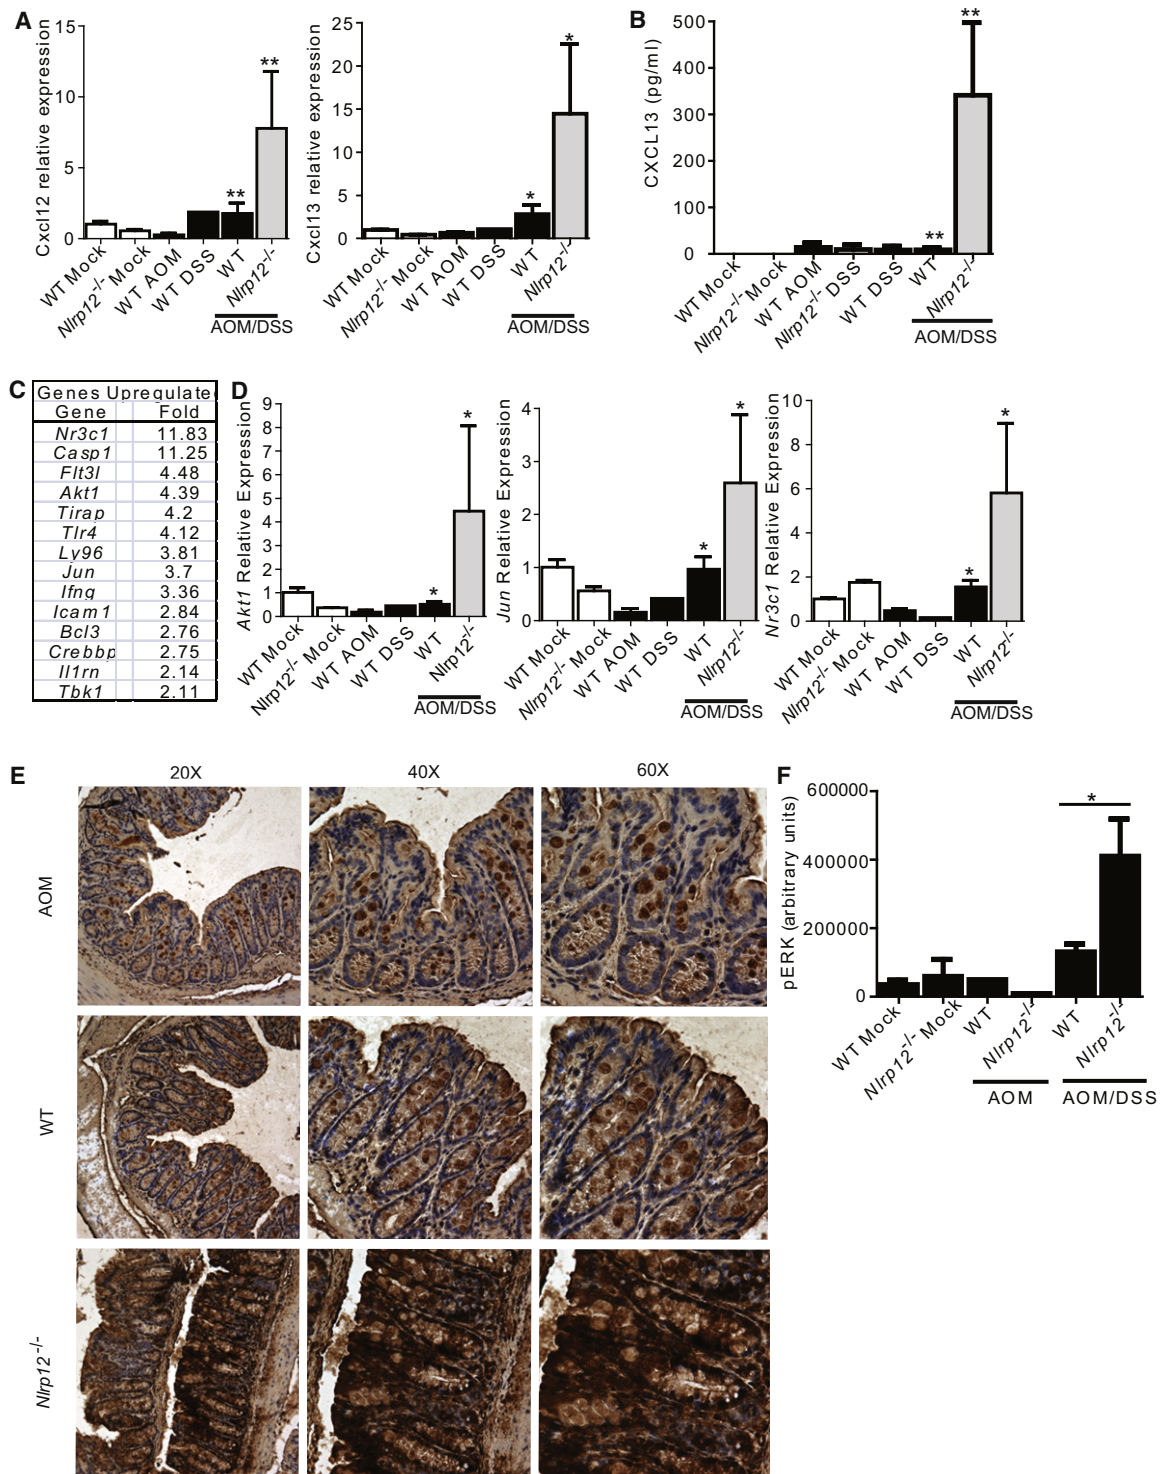 A
Cxcl12 relative expression
15
10
5
0
** **
WT Mock
Nlrp12-/- Mock
WT AOM
WT DSS
WT
Nlrp12-/-
AOM/DSS
Cxcl13 relative expression
25
20
15
10
5
0
* *
WT Mock
Nlrp12-/- Mock
WT AOM
WT DSS
WT
Nlrp12-/-
AOM/DSS
B
CXCL13 (pg/ml)
500
400
300
200
100
0
** **
WT Mock
Nlrp12-/- Mock
WT AOM
Nlrp12-/- DSS
WT DSS
WT
Nlrp12-/-
AOM/DSS
C
Genes Upregulate
Gene Fold
Nr3c1 11.83
Casp1 11.25
Flt3l 4.48
Akt1 4.39
Tirap 4.2
Tlr4 4.12
Ly96 3.81
Jun 3.7
Ifng 3.36
Icam1 2.84
Bcl3 2.76
Crebbp 2.75
Il1rn 2.14
Tbk1 2.11
D
Akt1 Relative Expression
9
8
7
6
5
4
3
2
1
0
* *
WT Mock
Nlrp12-/- Mock
WT AOM
WT DSS
WT
Nlrp12-/-
AOM/DSS
Jun Relative Expression
4
3
2
1
0
* *
WT Mock
Nlrp12-/- Mock
WT AOM
WT DSS
WT
Nlrp12-/-
AOM/DSS
Nr3c1 Relative Expression
10
8
6
4
2
0
* *
WT Mock
Nlrp12-/- Mock
WT AOM
WT DSS
WT
Nlrp12-/-
AOM/DSS
E
20X 40X 60X
AOM
WT
Nlrp12-/-
F
pERK (arbitrary units)
600000
400000
200000
0
*
WT Mock
Nlrp12-/- Mock
WT
Nlrp12-/-
WT
Nlrp12-/-
AOM AOM/DSS